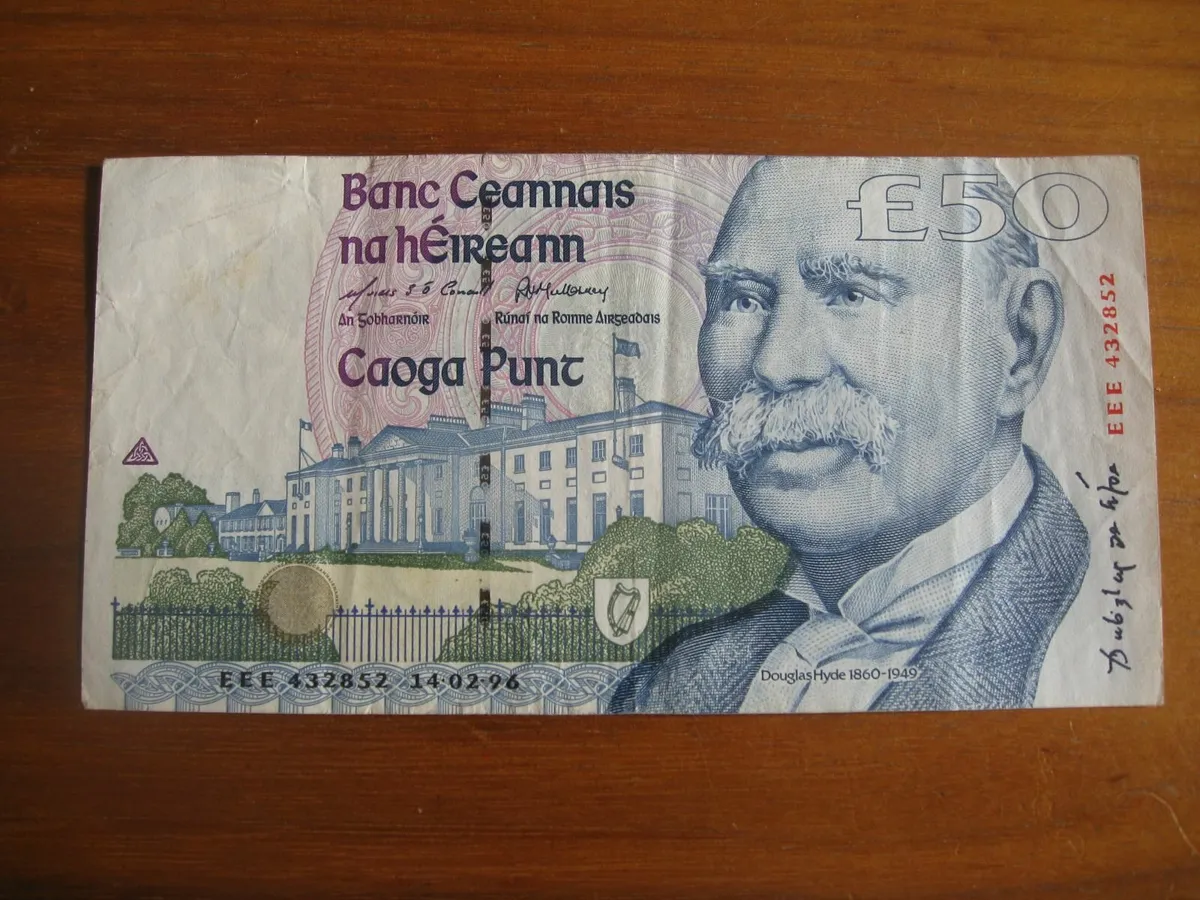 Banc Ceannais
na hÉireann
£50
An Gobharnóir
Rúnaí na Roinne Airgeadais
Caoga Punt
EEE 432852
EEE 432852 14·02·96
Douglas Hyde 1860-1949